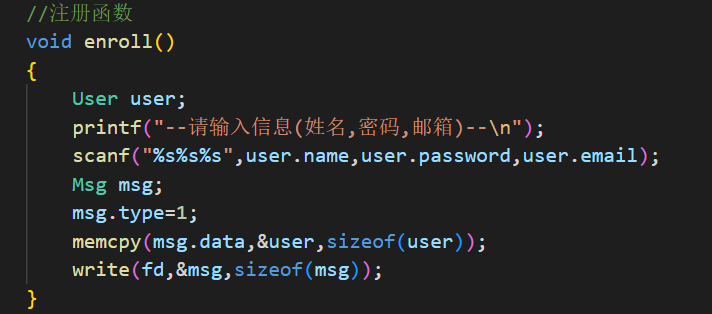 //注册函数
void enroll()
{
User user;
printf("--请输入信息(姓名,密码,邮箱)--\n");
scanf("%s%s%s",user.name,user.password,user.email);
Msg msg;
msg.type=1;
memcpy(msg.data,&user,sizeof(user));
write(fd,&msg,sizeof(msg));
}